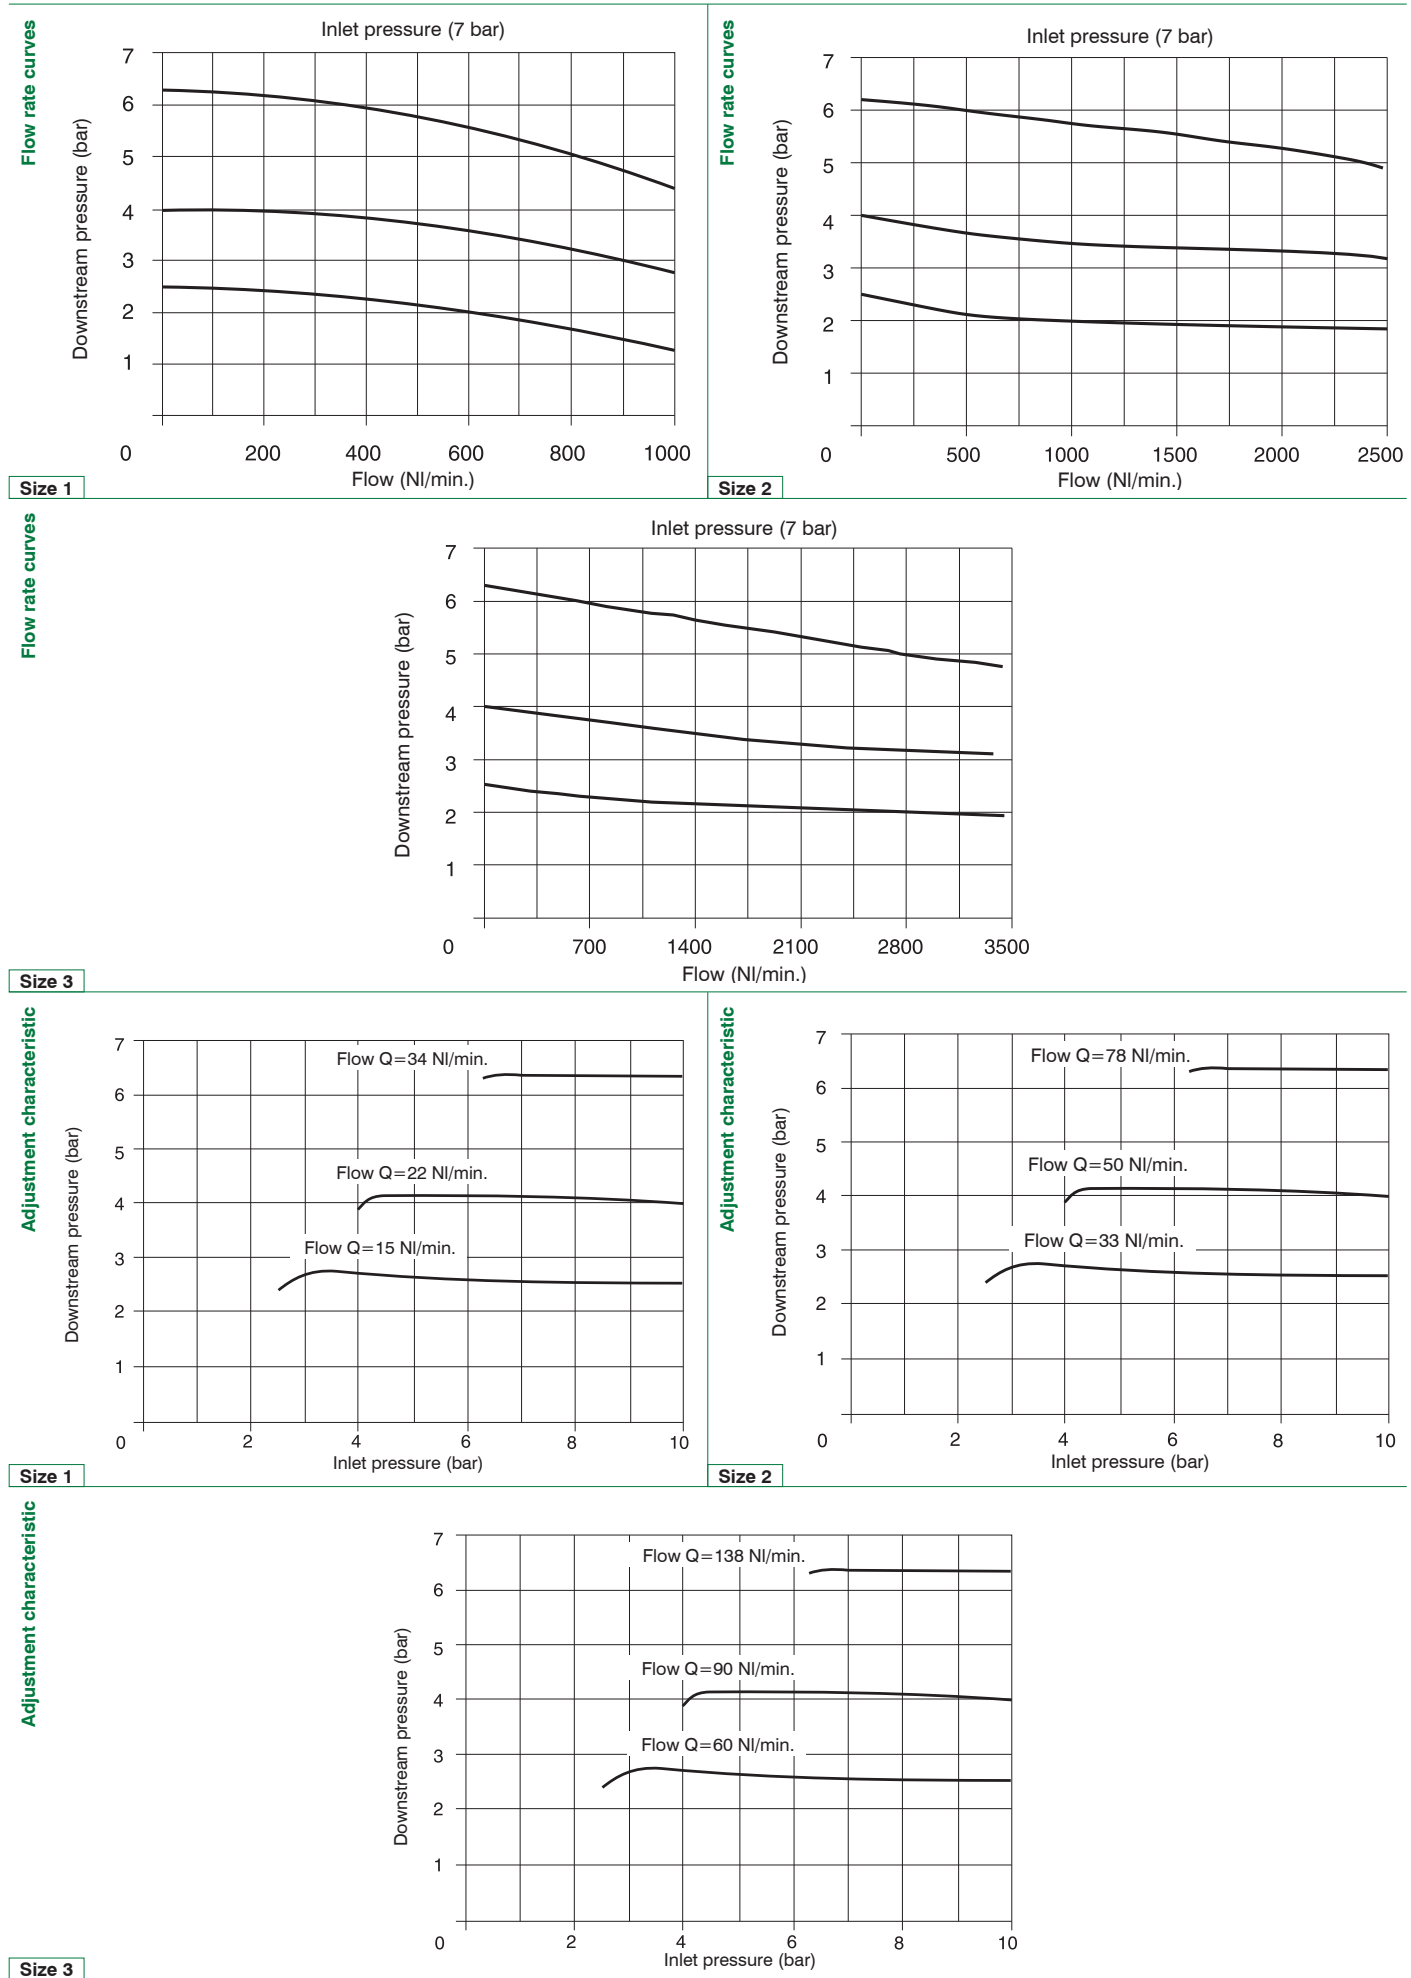 Flow rate curves
Inlet pressure (7 bar)
Downstream pressure (bar)
7
6
5
4
3
2
1
0 200 400 600 800 1000
Flow (Nl/min.)
Size 1
Flow rate curves
Inlet pressure (7 bar)
Downstream pressure (bar)
7
6
5
4
3
2
1
0 500 1000 1500 2000 2500
Flow (Nl/min.)
Size 2
Flow rate curves
Inlet pressure (7 bar)
Downstream pressure (bar)
7
6
5
4
3
2
1
0 700 1400 2100 2800 3500
Flow (Nl/min.)
Size 3
Adjustment characteristic
Downstream pressure (bar)
7
Flow Q=34 Nl/min.
6
5
Flow Q=22 Nl/min.
4
Flow Q=15 Nl/min.
3
2
1
0 2 4 6 8 10
Inlet pressure (bar)
Size 1
Adjustment characteristic
Downstream pressure (bar)
7
Flow Q=78 Nl/min.
6
5
Flow Q=50 Nl/min.
4
Flow Q=33 Nl/min.
3
2
1
0 2 4 6 8 10
Inlet pressure (bar)
Size 2
Adjustment characteristic
Downstream pressure (bar)
7
Flow Q=138 Nl/min.
6
5
Flow Q=90 Nl/min.
4
Flow Q=60 Nl/min.
3
2
1
0 2 4 6 8 10
Inlet pressure (bar)
Size 3